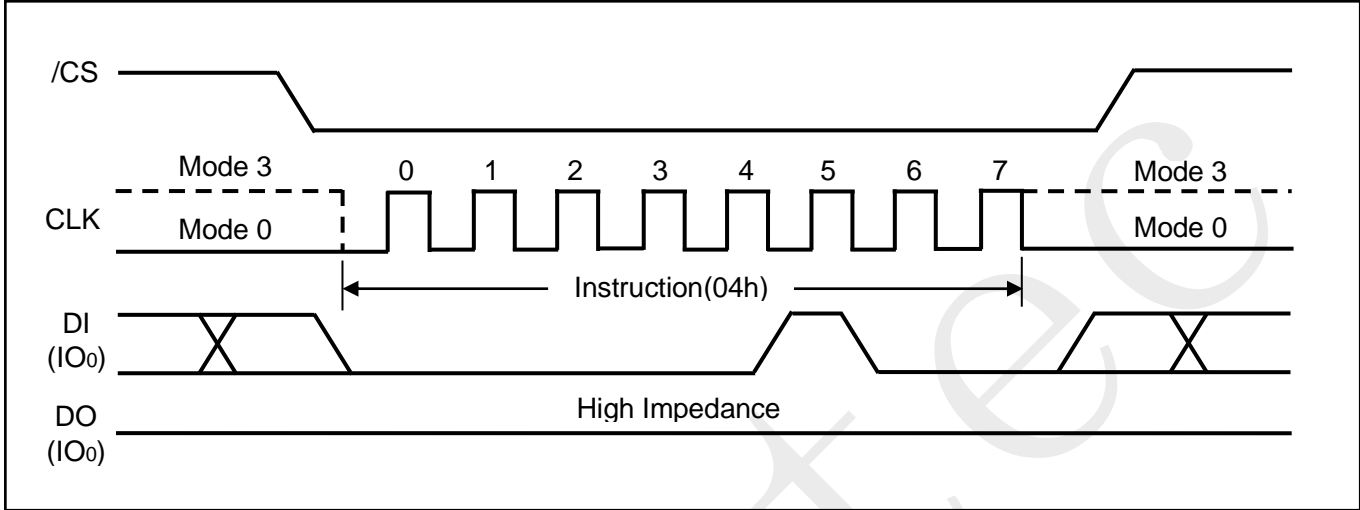 /CS
Mode 3 0 1 2 3 4 5 6 7 Mode 3
CLK
Mode 0 Mode 0
Instruction(04h)
DI
(IO0)
High Impedance
DO
(IO0)